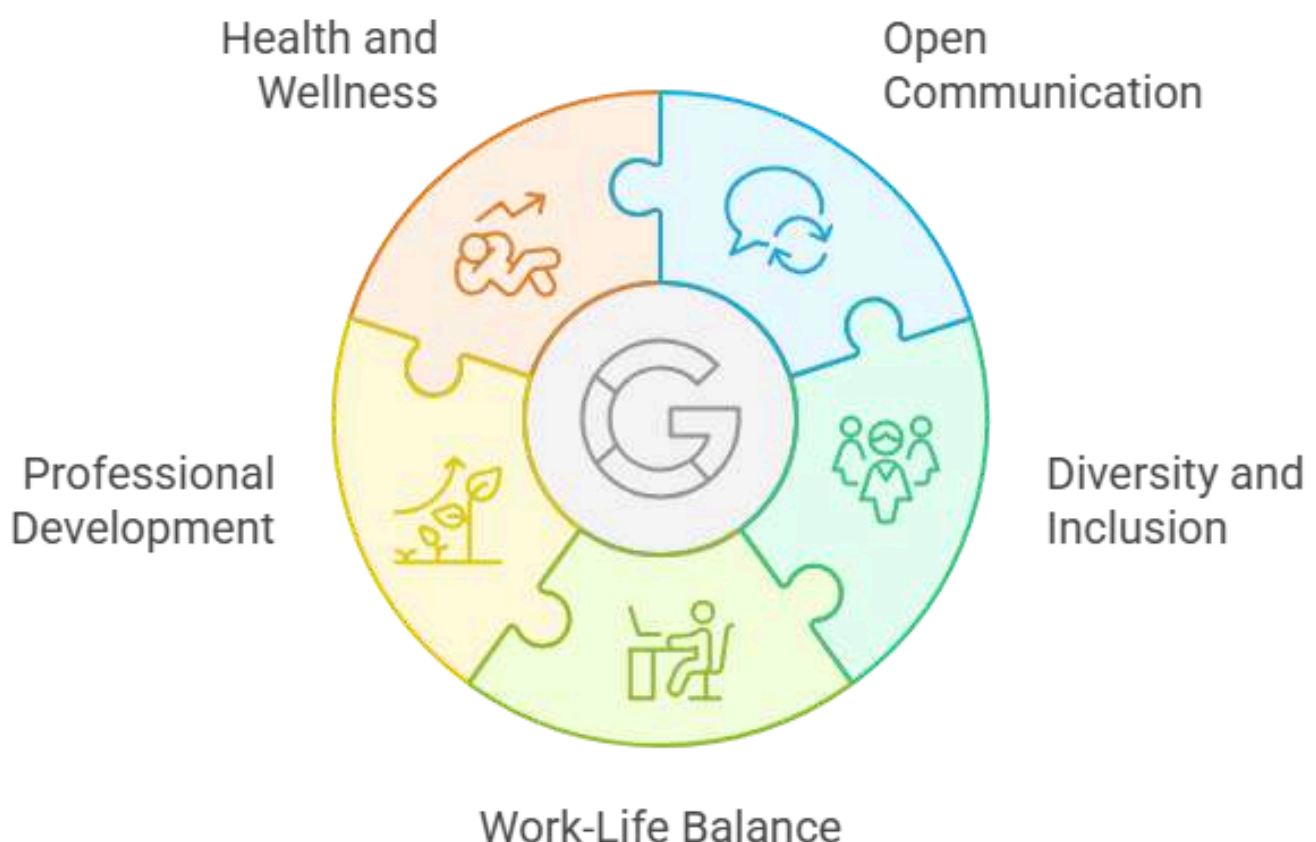 Health and
Wellness
Open
Communication
Professional
Development
Diversity and
Inclusion
Work-Life Balance